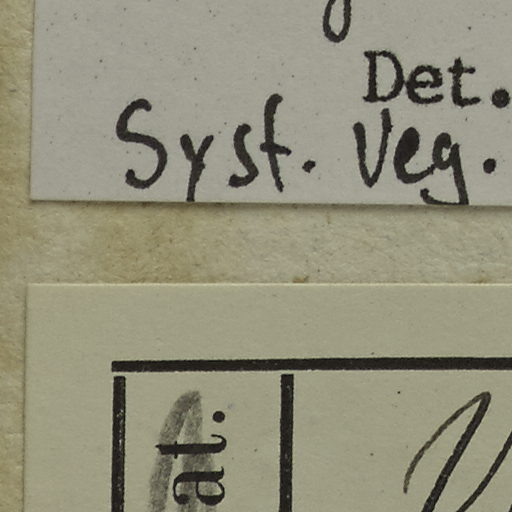 Det.
Syst. Veg.
at.